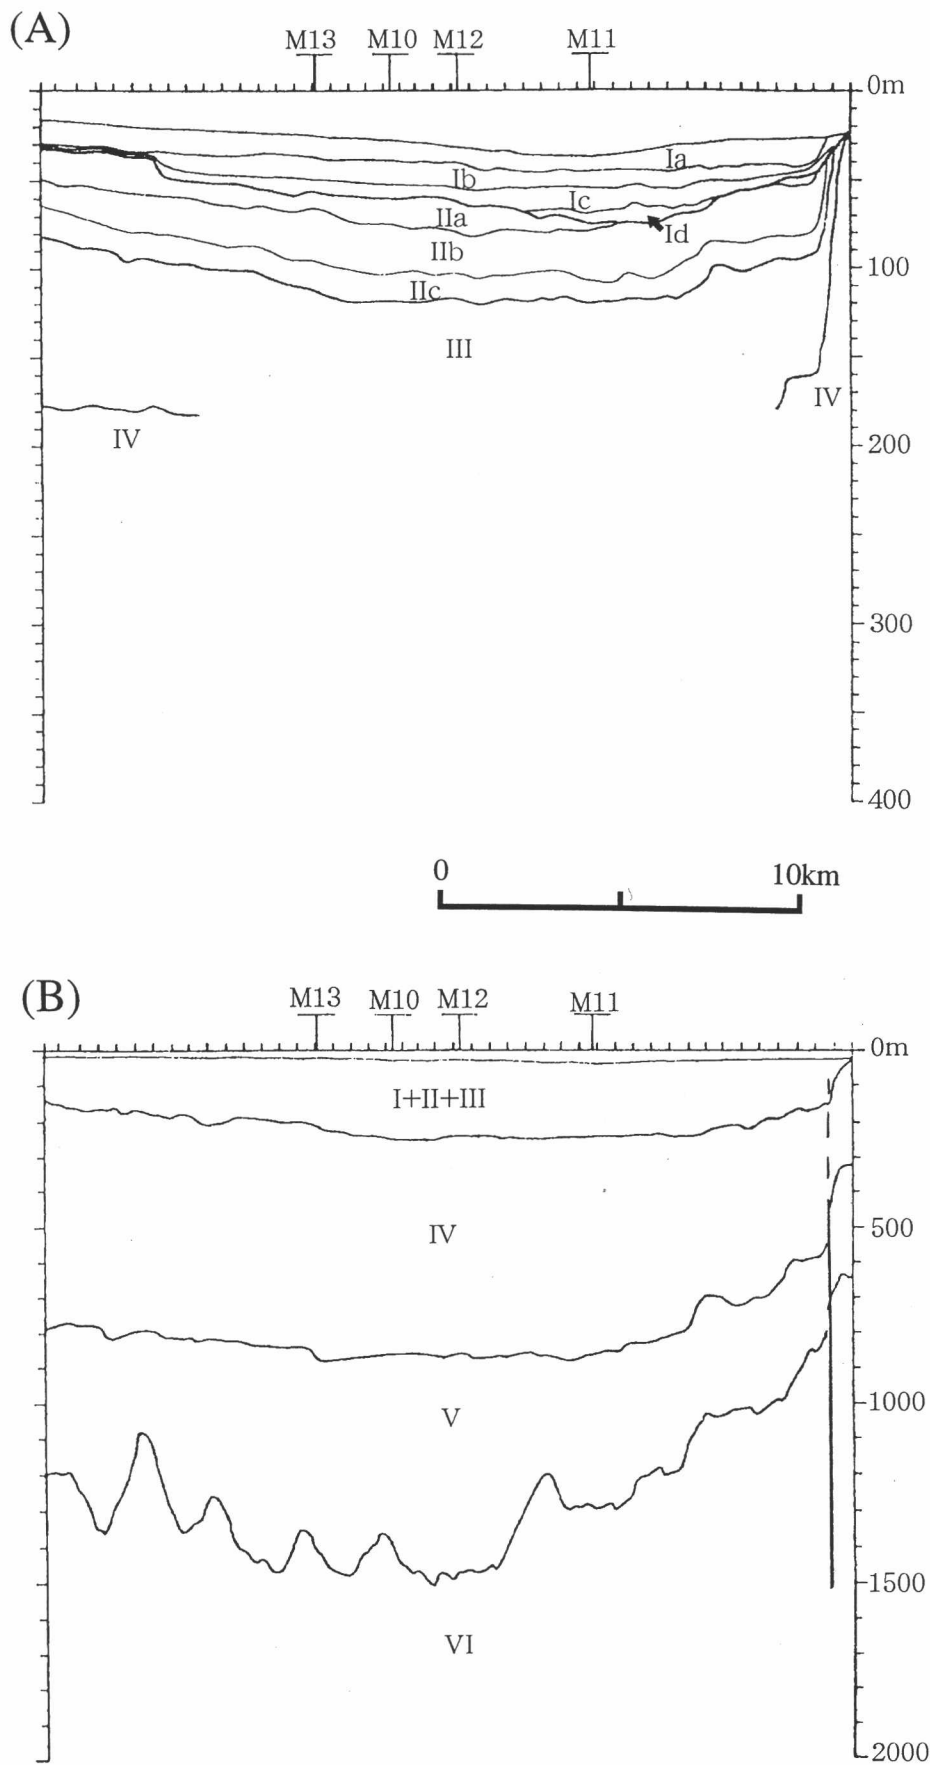 (A)
M13 M10 M12 M11
0m
Ia
Ib
Ic
IIa
Id
IIb
100
IIc
III
IV
IV
200
300
400
0 10km
(B)
M13 M10 M12 M11
0m
I+II+III
500
IV
1000
V
1500
VI
2000